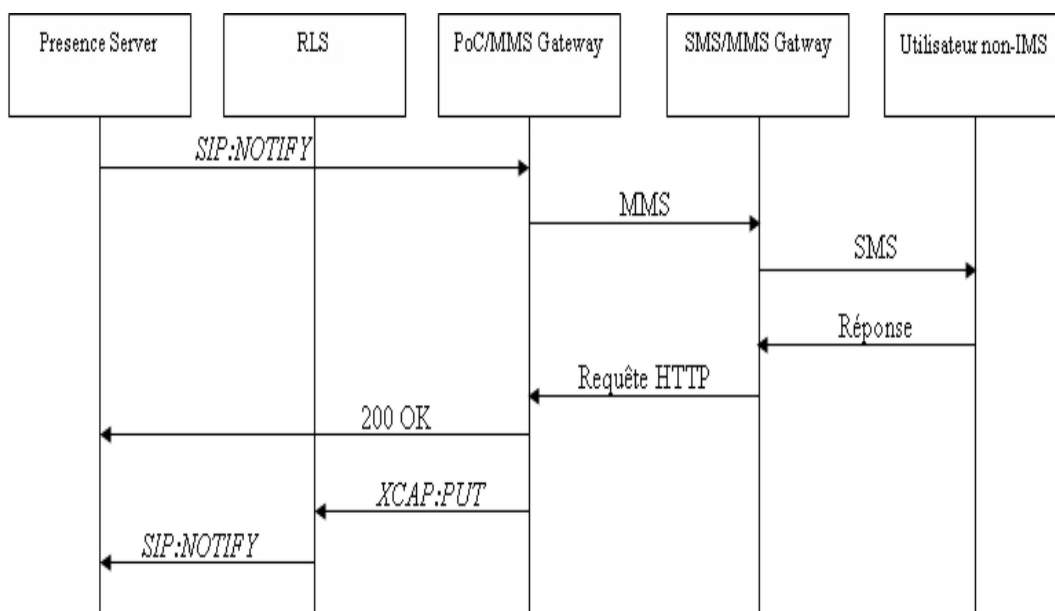 Presence Server
RLS
PoC/MMS Gateway
SMS/MMS Gatway
Utilisateur non-IMS
SIP:NOTIFY
MMS
SMS
Réponse
Requête HTTP
200 OK
XCAP:PUT
SIP:NOTIFY